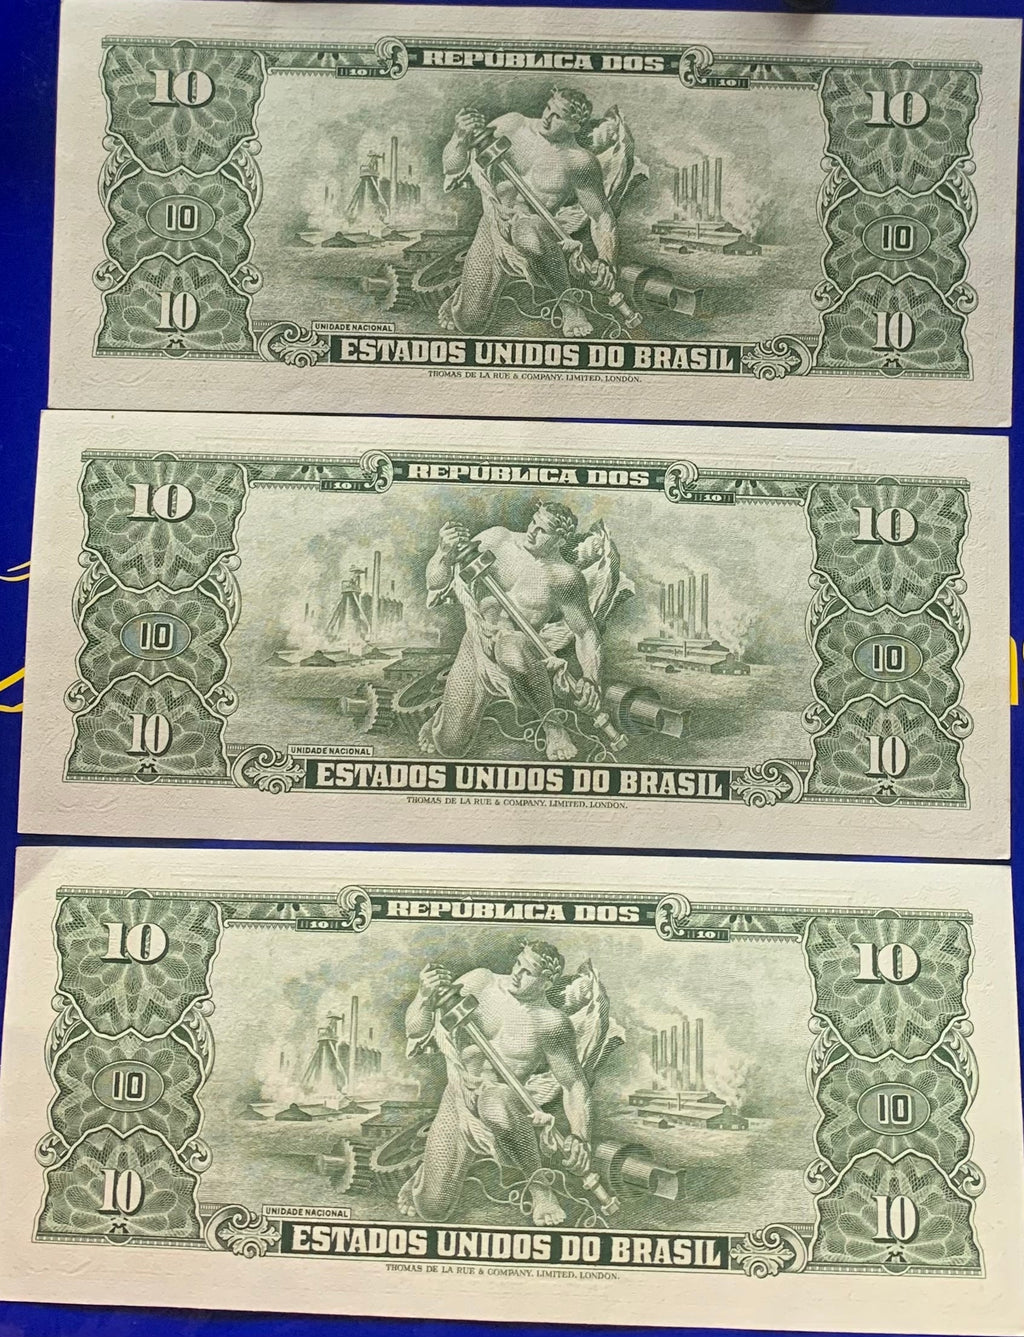 REPÚBLICA DOS
10 10 10 10
10 10
10 10
UNIDADE NACIONAL
ESTADOS UNIDOS DO BRASIL
THOMAS DE LA RUE & COMPANY, LIMITED, LONDON.
REPÚBLICA DOS
10 10 10 10
10 10
10 10
UNIDADE NACIONAL
ESTADOS UNIDOS DO BRASIL
THOMAS DE LA RUE & COMPANY, LIMITED, LONDON.
REPÚBLICA DOS
10 10 10 10
10 10
10 10
UNIDADE NACIONAL
ESTADOS UNIDOS DO BRASIL
THOMAS DE LA RUE & COMPANY, LIMITED, LONDON.